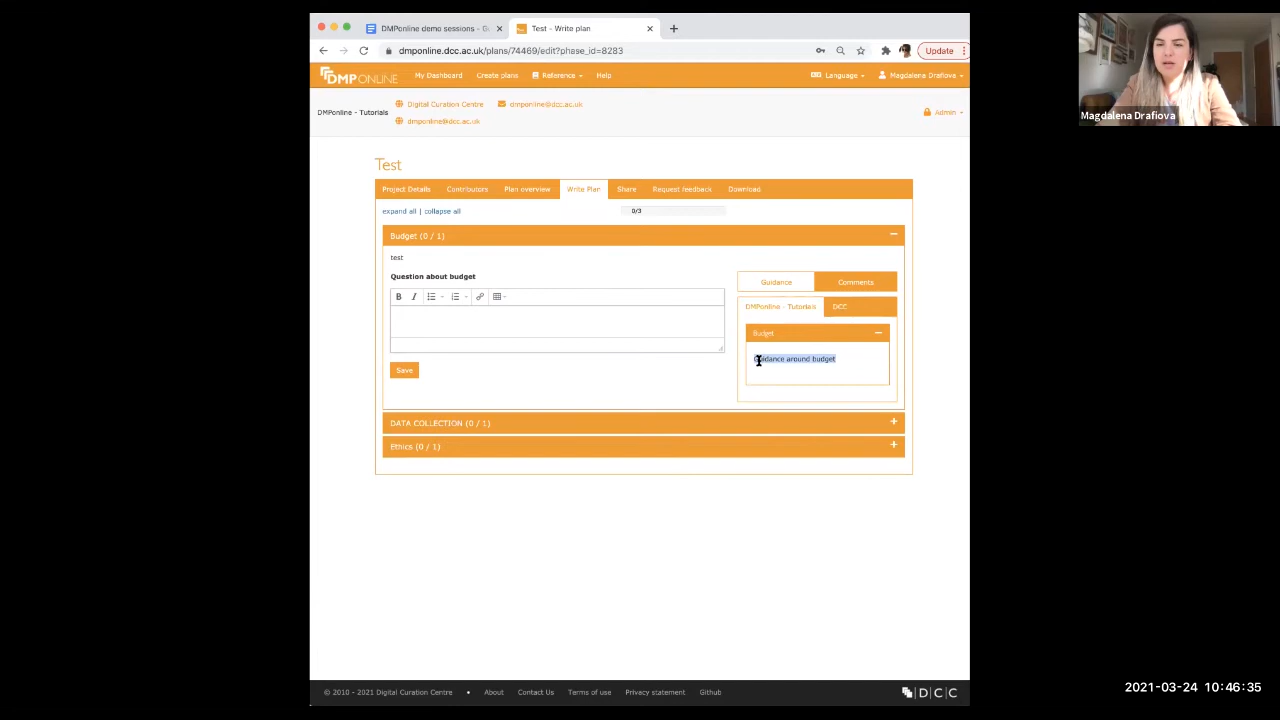 DMPonline demo sessions - G
Test - Write plan
dmponline.dcc.ac.uk/plans/74469/edit?phase_id=8283
Update
DMPONLINE
My Dashboard
Create plans
Reference
Help
Language
Magdalena Drafiova
DMPonline - Tutorials
Digital Curation Centre
dmponline@dcc.ac.uk
dmponline@dcc.ac.uk
Admin
Magdalena Drafiova
Test
Project Details
Contributors
Plan overview
Write Plan
Share
Request feedback
Download
expand all | collapse all
0/3
Budget (0 / 1)
test
Question about budget
B
I
Save
Guidance
Comments
DMPonline - Tutorials
DCC
Budget
Guidance around budget
DATA COLLECTION (0 / 1)
Ethics (0 / 1)
© 2010 - 2021 Digital Curation Centre
About
Contact Us
Terms of use
Privacy statement
Github
DCC
2021-03-24 10:46:35